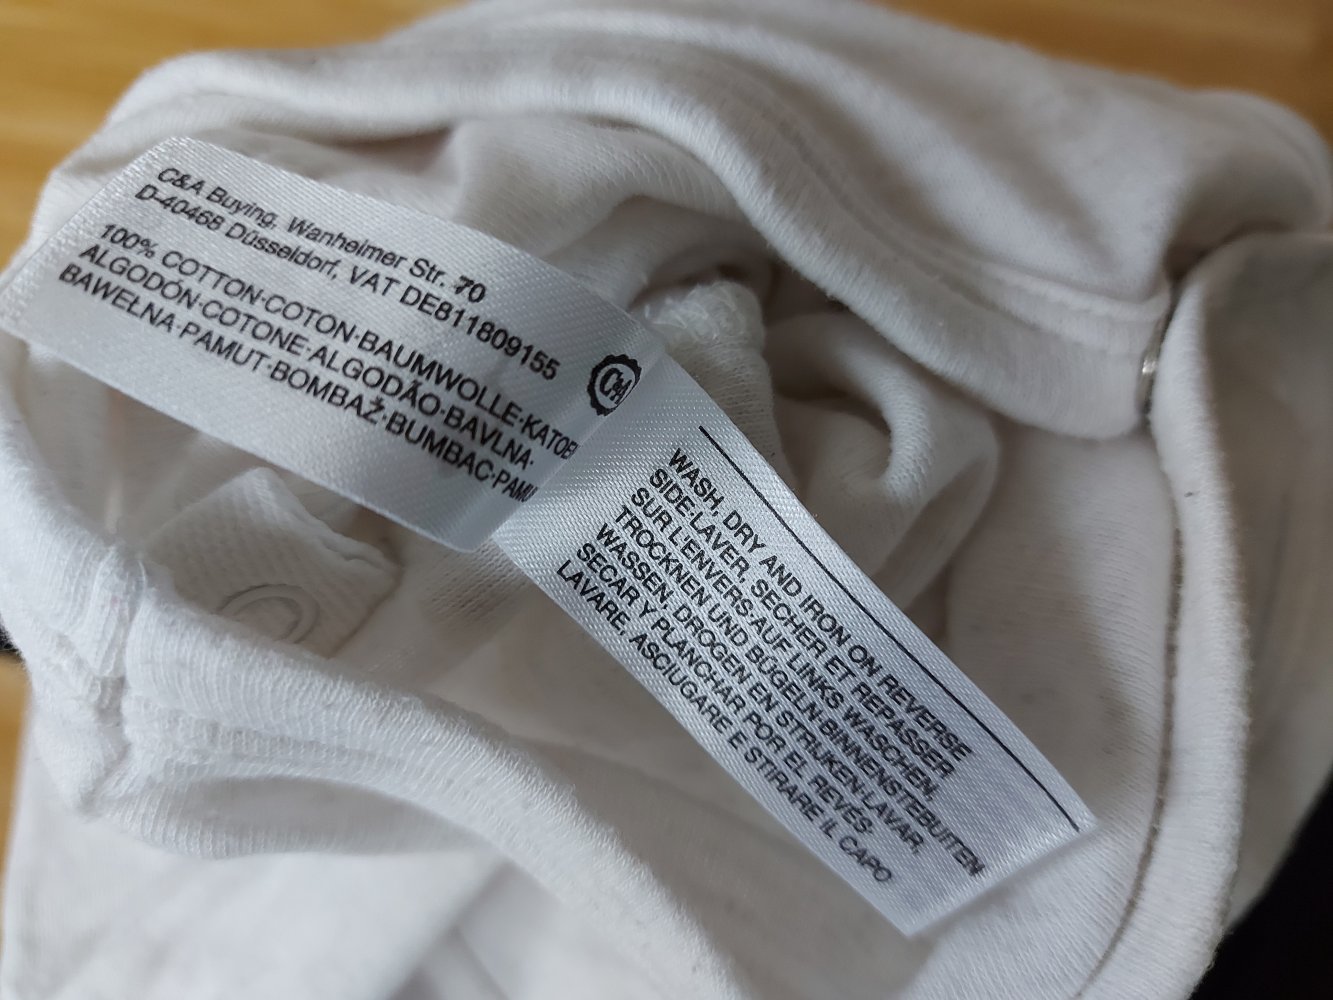 C&A Buying, Wanheimer Str. 70
D-40468 Düsseldorf, VAT DE811809155
100% COTTON·COTON·BAUMWOLLE·KATOEN
ALGODÓN·COTONE·ALGODÃO·BAVLNA·
BAWEŁNA·PAMUT·BOMBAŽ·BUMBAC·PAMU
C&A
WASH, DRY AND IRON ON REVERSE
SIDE·LAVER, SECHER ET REPASSER
SUR L'ENVERS·AUF LINKS WASCHEN,
TROCKNEN UND BÜGELN·BINNENSTEBUITEN
WASSEN, DROGEN EN STRIJKEN·LAVAR,
SECAR Y PLANCHAR POR EL REVÉS·
LAVARE, ASCIUGARE E STIRARE IL CAPO